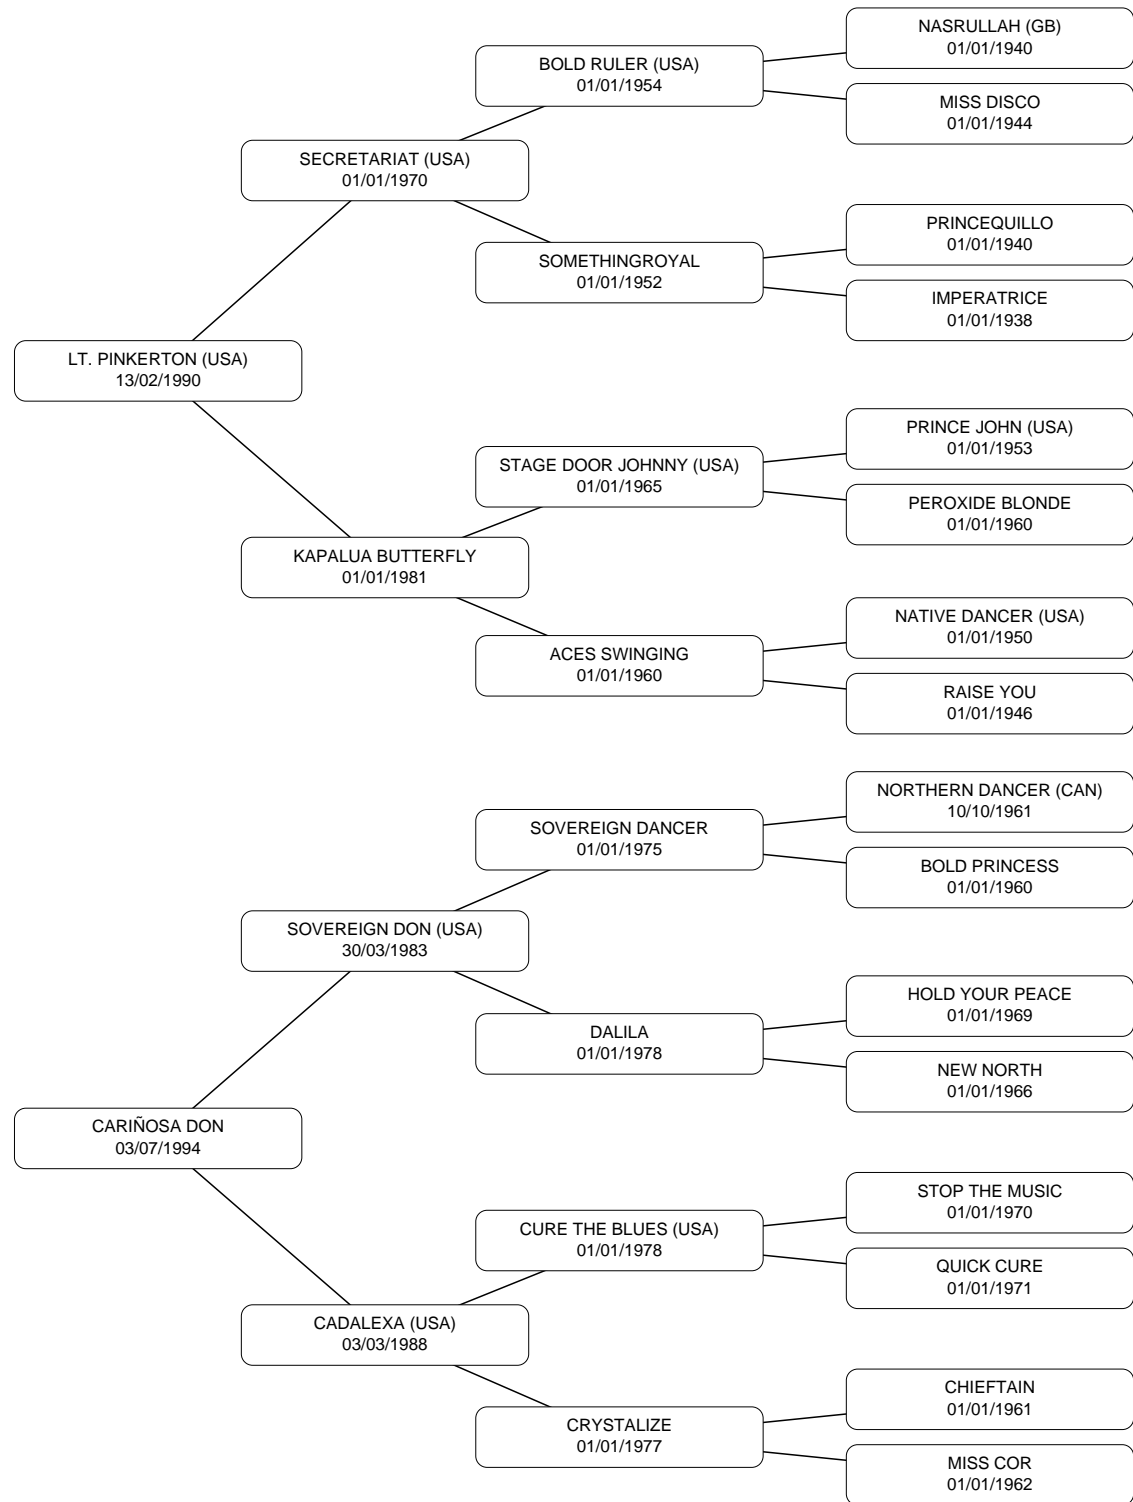 NASRULLAH (GB)
01/01/1940
BOLD RULER (USA)
01/01/1954
MISS DISCO
01/01/1944
SECRETARIAT (USA)
01/01/1970
PRINCEQUILLO
01/01/1940
SOMETHINGROYAL
01/01/1952
IMPERATRICE
01/01/1938
LT. PINKERTON (USA)
13/02/1990
PRINCE JOHN (USA)
01/01/1953
STAGE DOOR JOHNNY (USA)
01/01/1965
PEROXIDE BLONDE
01/01/1960
KAPALUA BUTTERFLY
01/01/1981
NATIVE DANCER (USA)
01/01/1950
ACES SWINGING
01/01/1960
RAISE YOU
01/01/1946
NORTHERN DANCER (CAN)
10/10/1961
SOVEREIGN DANCER
01/01/1975
BOLD PRINCESS
01/01/1960
SOVEREIGN DON (USA)
30/03/1983
HOLD YOUR PEACE
01/01/1969
DALILA
01/01/1978
NEW NORTH
01/01/1966
CARIÑOSA DON
03/07/1994
STOP THE MUSIC
01/01/1970
CURE THE BLUES (USA)
01/01/1978
QUICK CURE
01/01/1971
CADALEXA (USA)
03/03/1988
CHIEFTAIN
01/01/1961
CRYSTALIZE
01/01/1977
MISS COR
01/01/1962